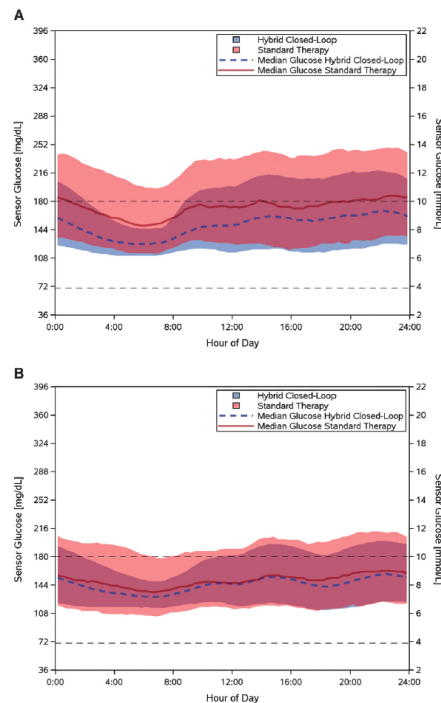 A
396
360
324
288
252
216
180
144
108
72
36
Sensor Glucose [mg/dL]
22
20
18
16
14
12
10
8
6
4
2
Sensor Glucose [mmol/L]
Hybrid Closed-Loop
Standard Therapy
Median Glucose Hybrid Closed-Loop
Median Glucose Standard Therapy
0:00 4:00 8:00 12:00 16:00 20:00 24:00
Hour of Day
B
396
360
324
288
252
216
180
144
108
72
36
Sensor Glucose [mg/dL]
22
20
18
16
14
12
10
8
6
4
2
Sensor Glucose [mmol/L]
Hybrid Closed-Loop
Standard Therapy
Median Glucose Hybrid Closed-Loop
Median Glucose Standard Therapy
0:00 4:00 8:00 12:00 16:00 20:00 24:00
Hour of Day